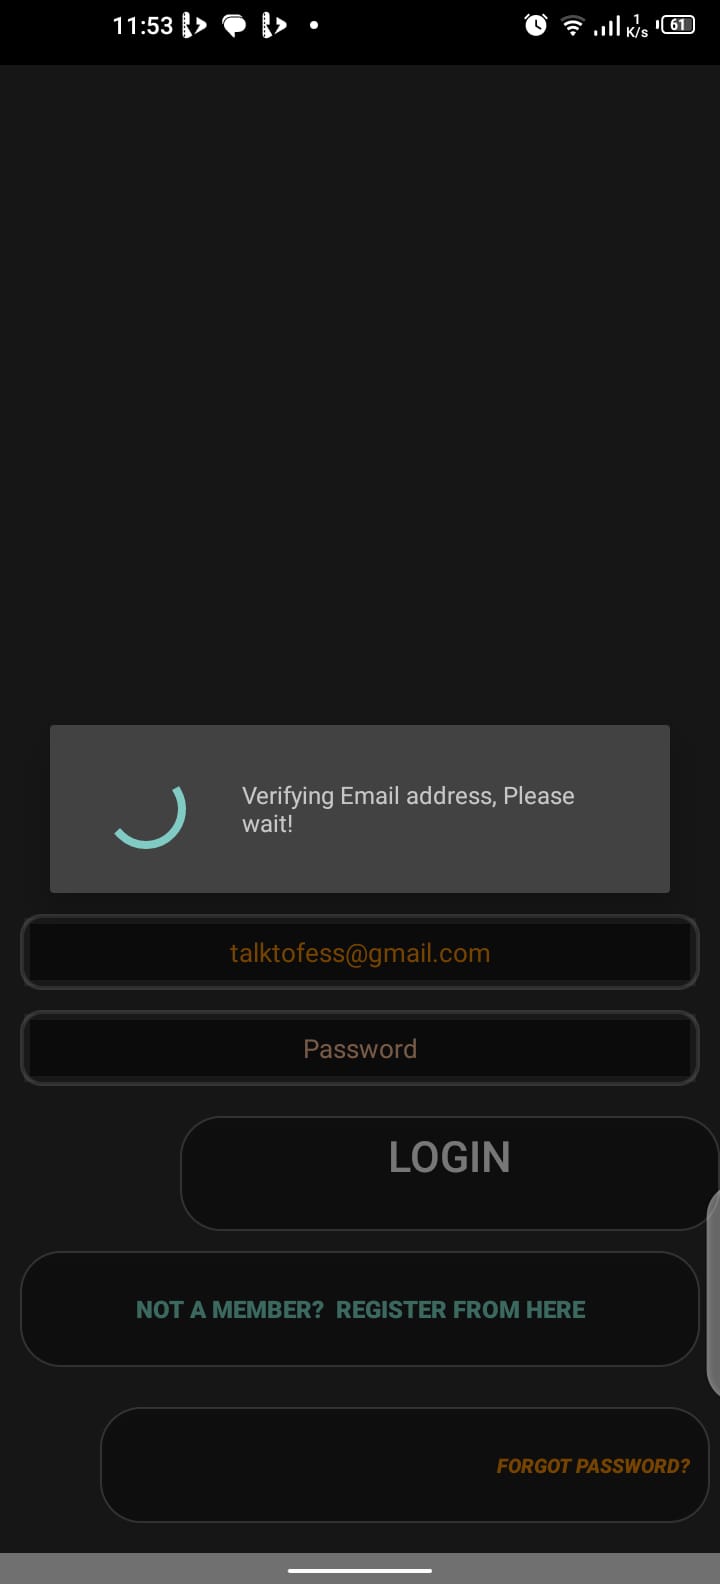 11:53
1
K/s
61
Verifying Email address, Please
wait!
talktofess@gmail.com
Password
LOGIN
NOT A MEMBER?  REGISTER FROM HERE
FORGOT PASSWORD?